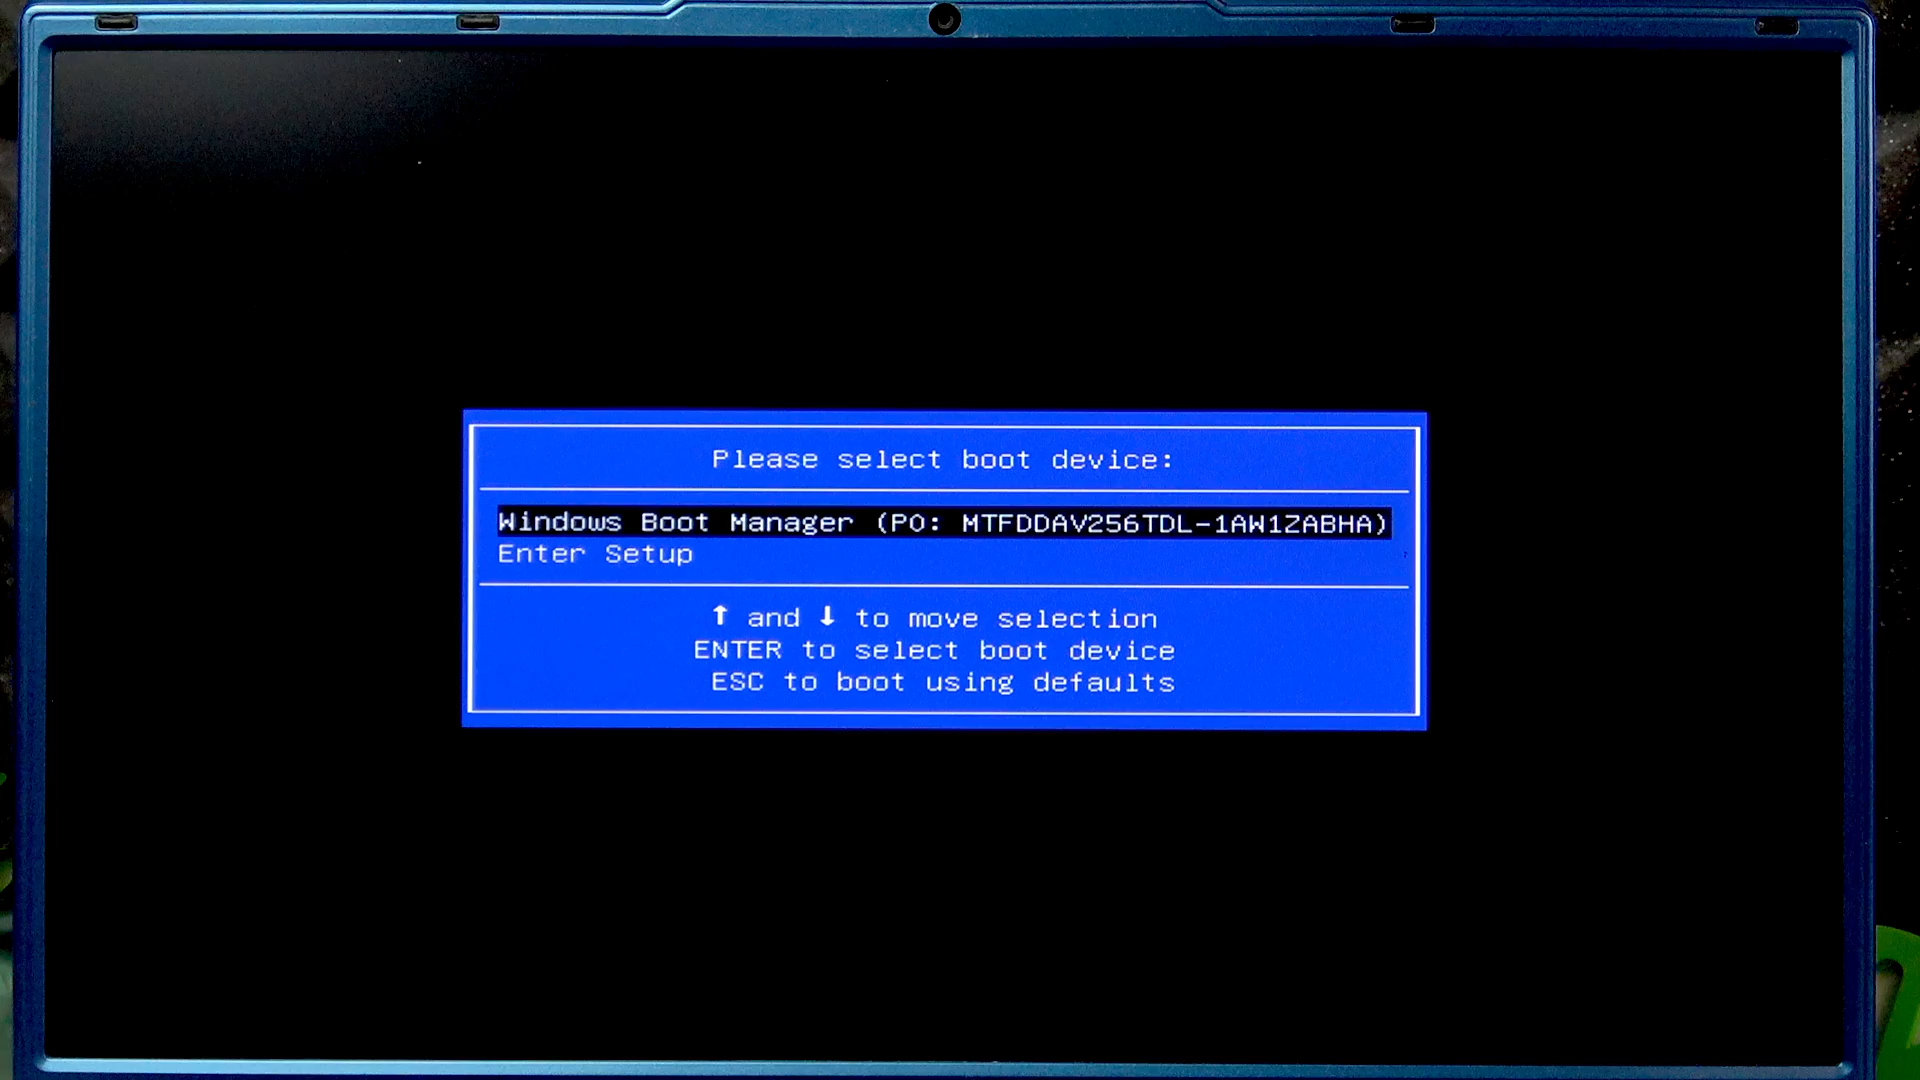 Please select boot device:
Windows Boot Manager (P0: MTFDDAV256TDL-1AW1ZABHA)
Enter Setup
↑ and ↓ to move selection
ENTER to select boot device
ESC to boot using defaults